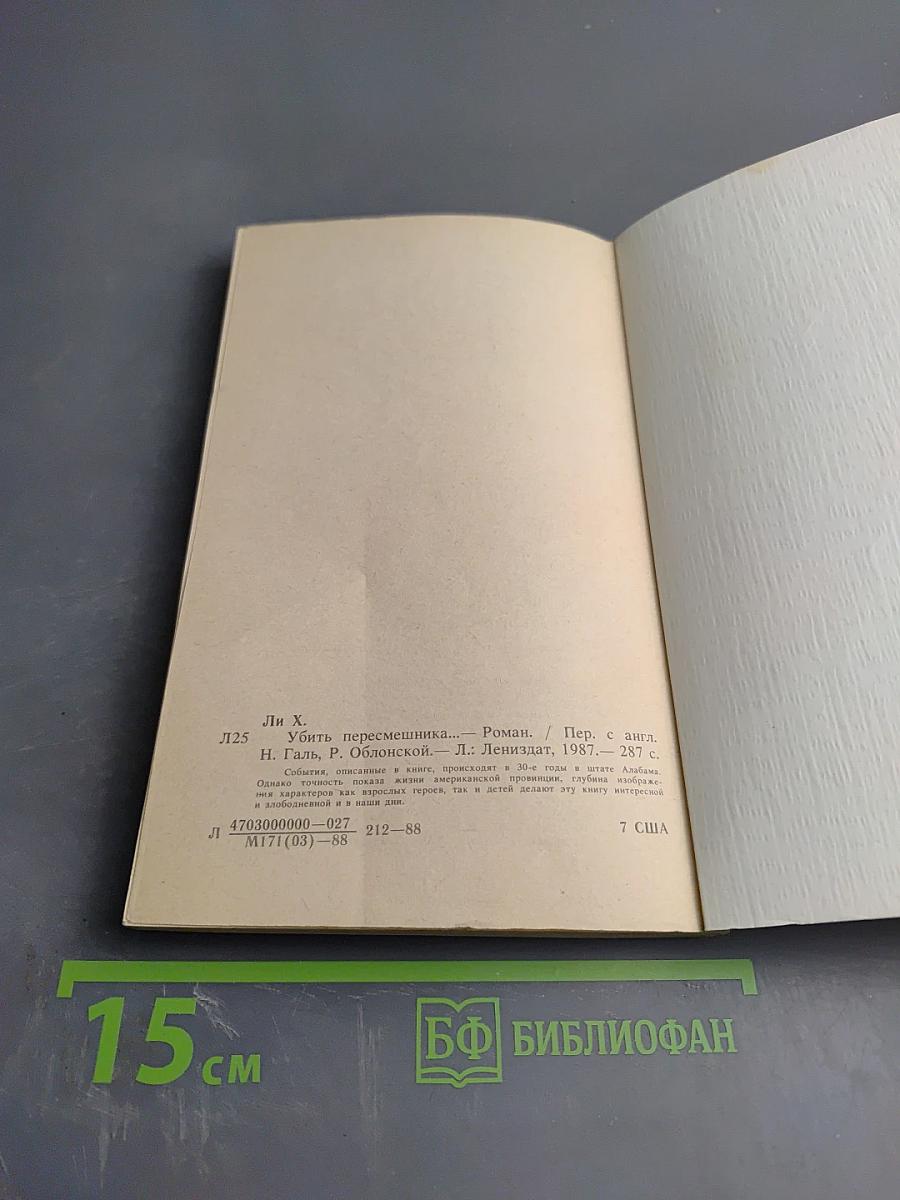 Ли Х.
Л25 Убить пересмешника...— Роман. / Пер. с англ.
Н. Галь, Р. Облонской.— Л.: Лениздат, 1987.— 287 с.
События, описанные в книге, происходят в 30-е годы в штате Алабама.
Однако точность показа жизни американской провинции, глубина изображе-
ния характеров как взрослых героев, так и детей делают эту книгу интересной
и злободневной и в наши дни.
Л 4703000000—027 212—88 7 США
М171(03)—88
15 см
БФ БИБЛИОФАН